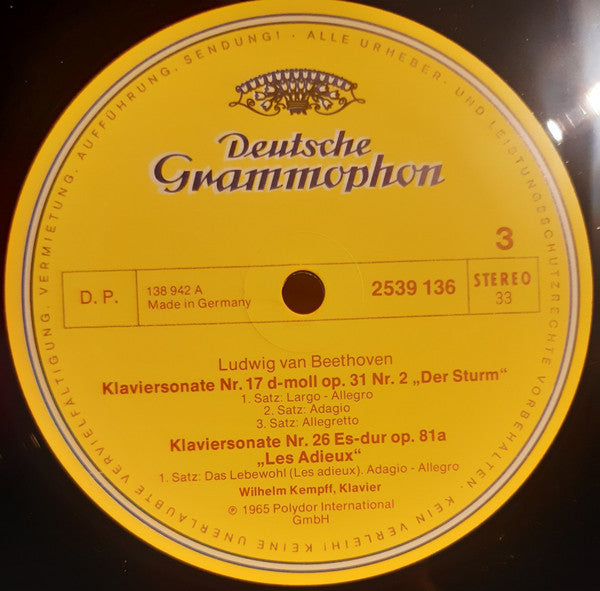 Deutsche
Grammophon
3
D. P.
138 942 A
Made in Germany
2539 136
STEREO
33
Ludwig van Beethoven
Klaviersonate Nr. 17 d-moll op. 31 Nr. 2 „Der Sturm“
1. Satz: Largo - Allegro
2. Satz: Adagio
3. Satz: Allegretto
Klaviersonate Nr. 26 Es-dur op. 81a
„Les Adieux“
1. Satz: Das Lebewohl (Les adieux). Adagio - Allegro
Wilhelm Kempff, Klavier
℗ 1965 Polydor International
GmbH
ALLE URHEBER- UND LEISTUNGSSCHUTZRECHTE VORBEHALTEN · KEIN VERLEIH! KEINE UNERLAUBTE VERVIELFÄLTIGUNG, VERMIETUNG, AUFFÜHRUNG, SENDUNG! ·